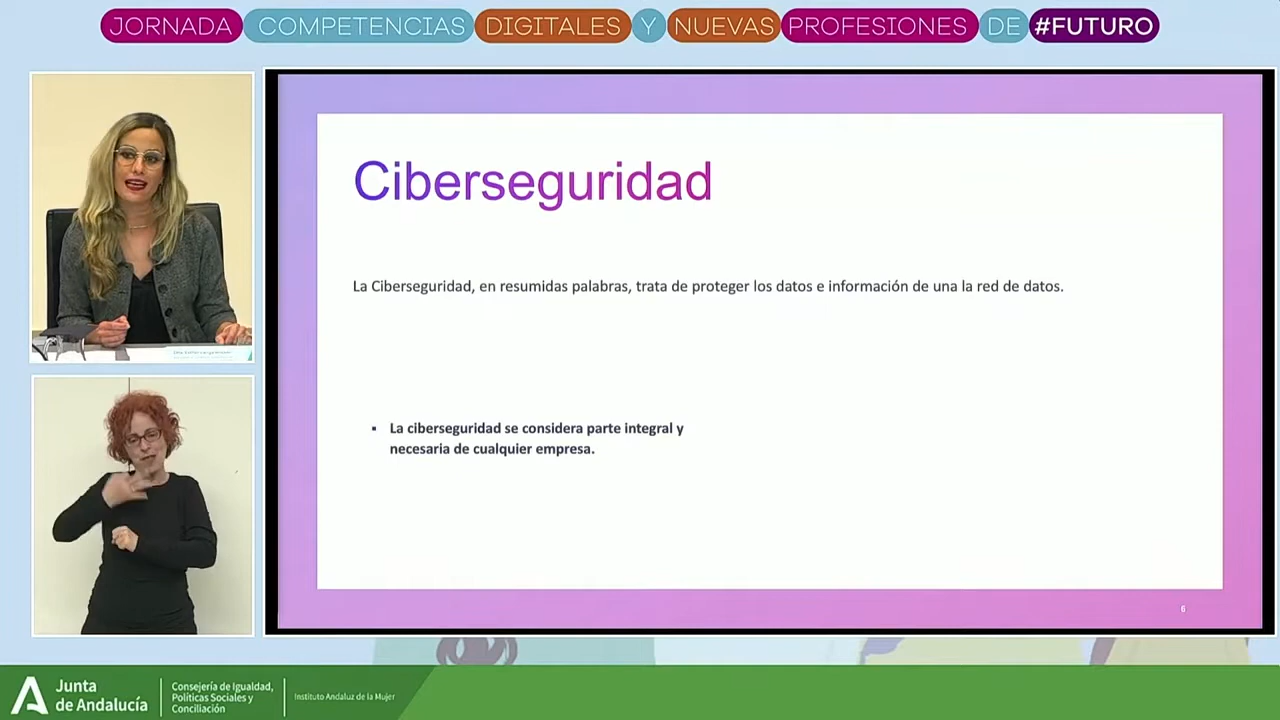 JORNADA COMPETENCIAS DIGITALES Y NUEVAS PROFESIONES DE #FUTURO
Ciberseguridad
La Ciberseguridad, en resumidas palabras, trata de proteger los datos e información de una la red de datos.
▪ La ciberseguridad se considera parte integral y
necesaria de cualquier empresa.
6
Junta
de Andalucía
Consejería de Igualdad,
Políticas Sociales y
Conciliación
Instituto Andaluz de la Mujer